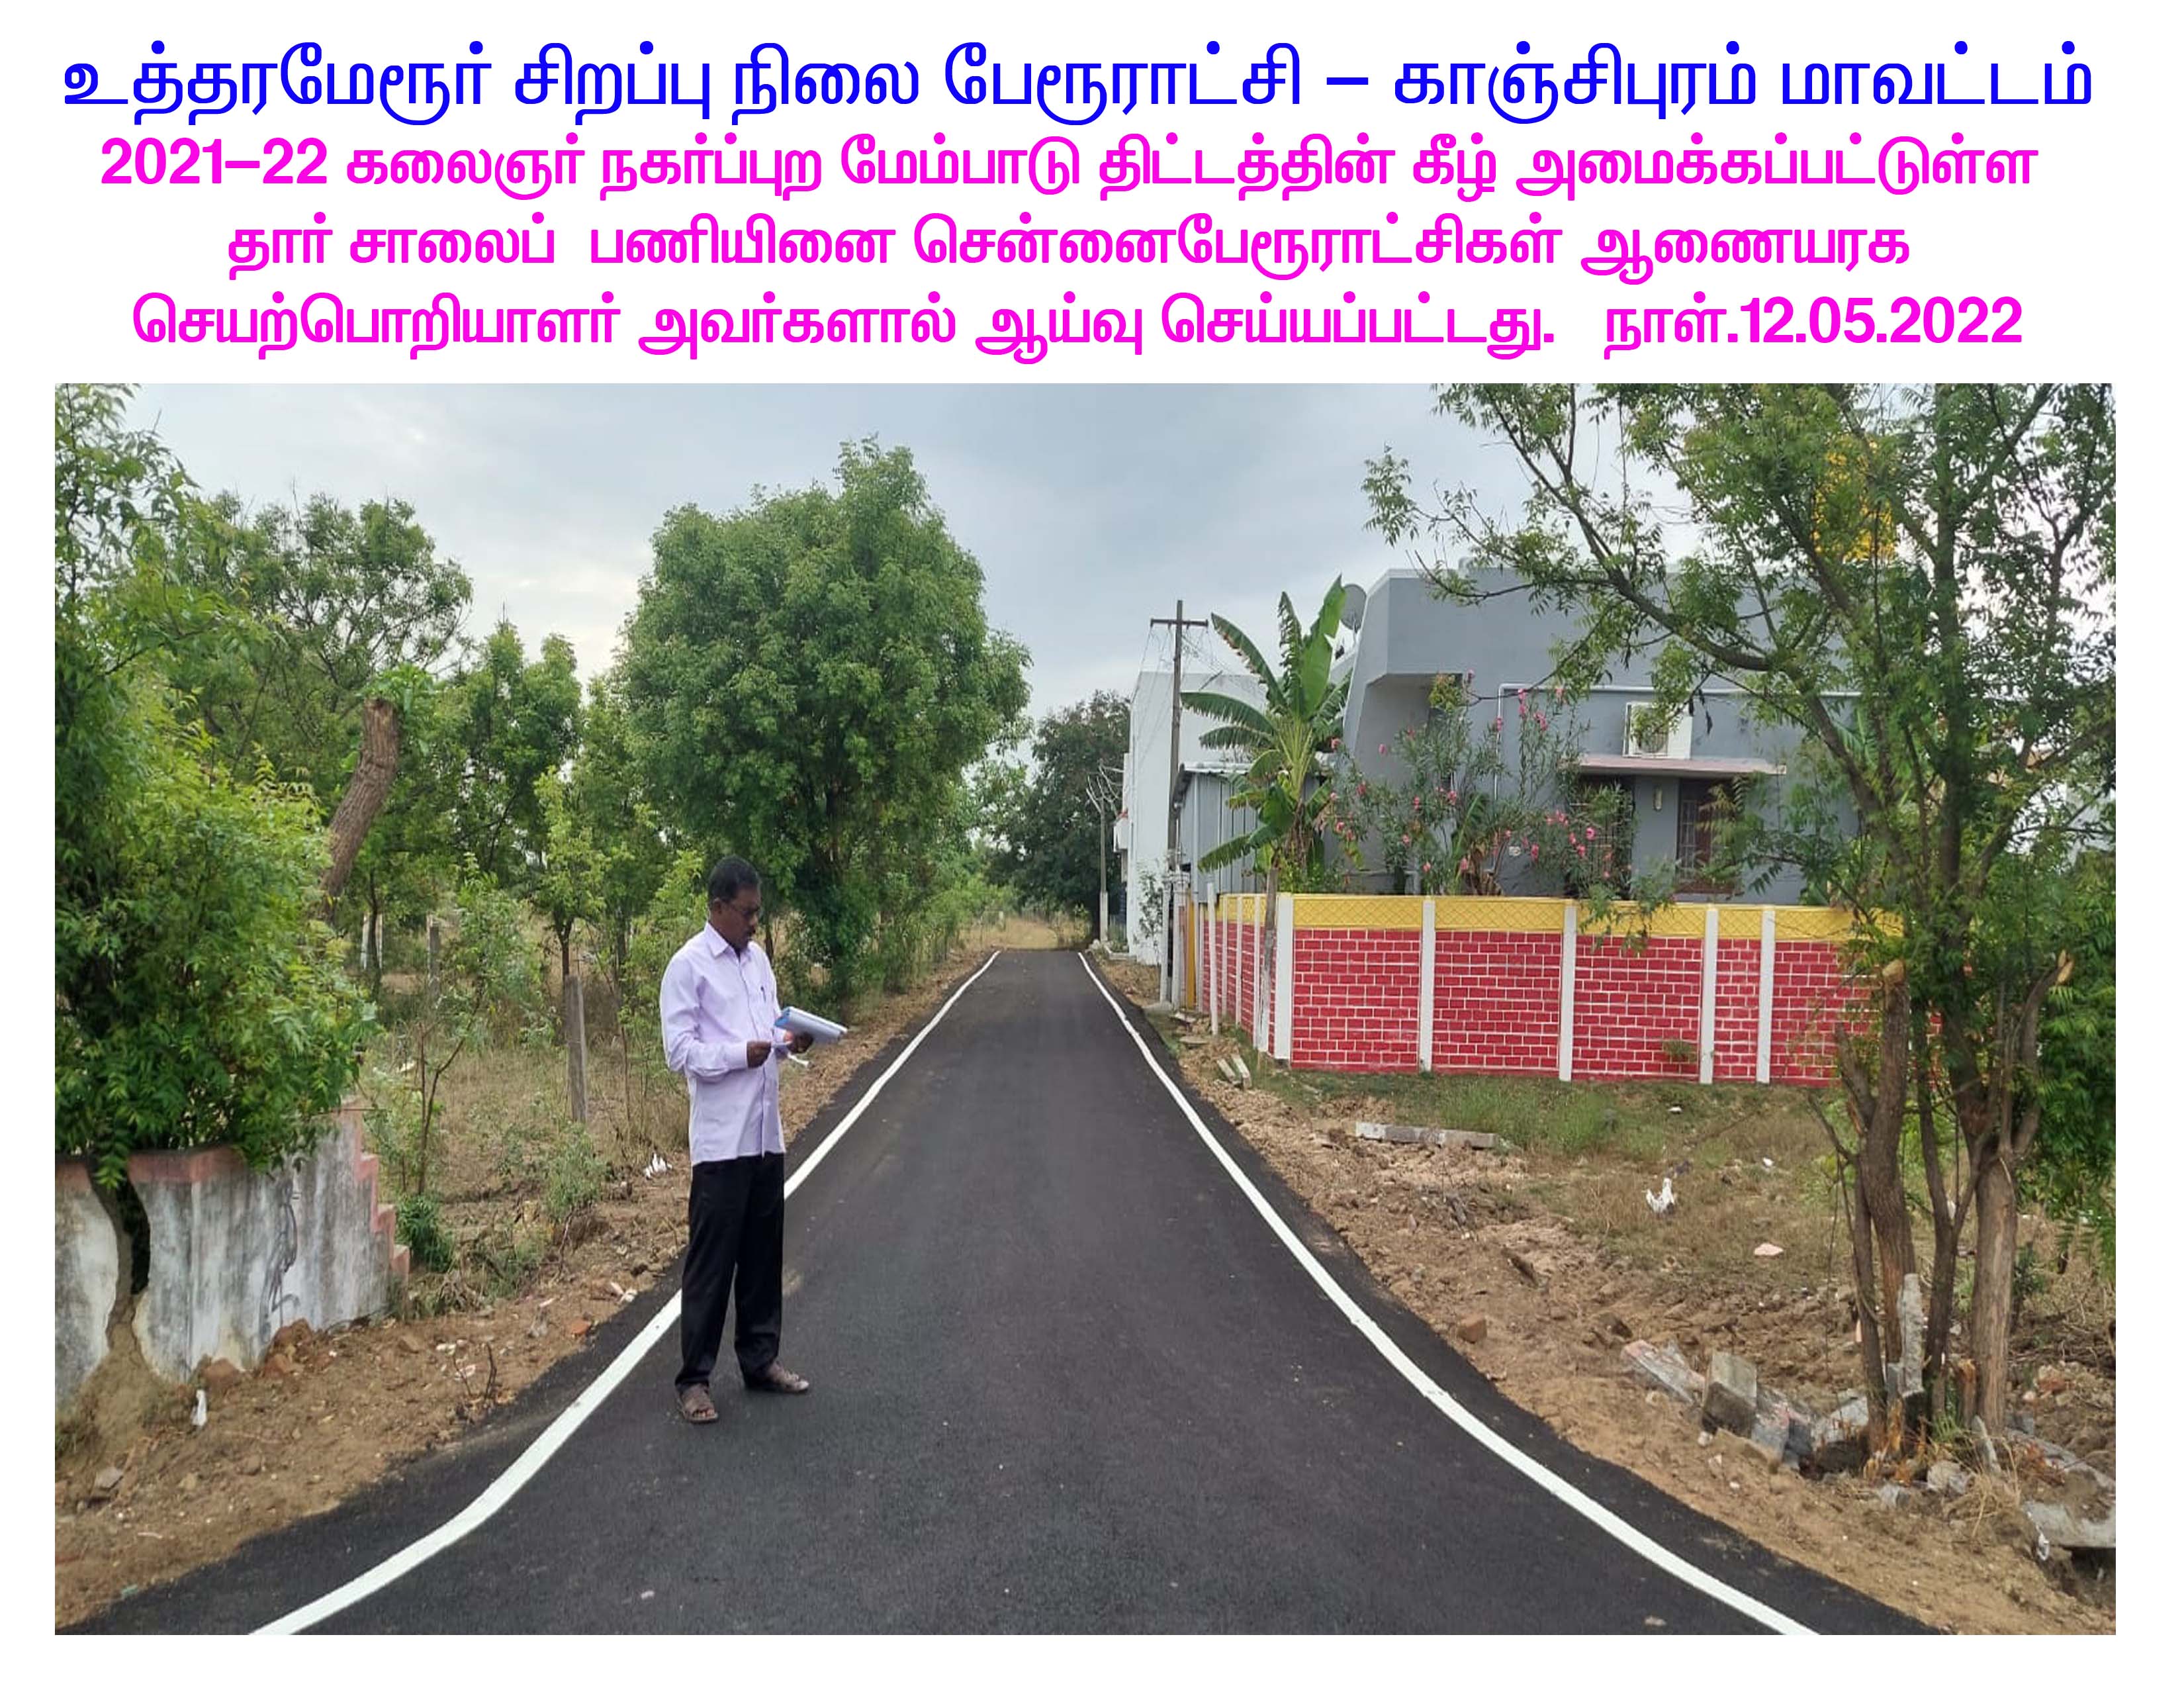 உத்தரமேரூர் சிறப்பு நிலை பேரூராட்சி – காஞ்சிபுரம் மாவட்டம்
2021–22 கலைஞர் நகர்ப்புற மேம்பாடு திட்டத்தின் கீழ் அமைக்கப்பட்டுள்ள
தார் சாலைப் பணியினை சென்னைபேரூராட்சிகள் ஆணையரக
செயற்பொறியாளர் அவர்களால் ஆய்வு செய்யப்பட்டது. நாள்.12.05.2022